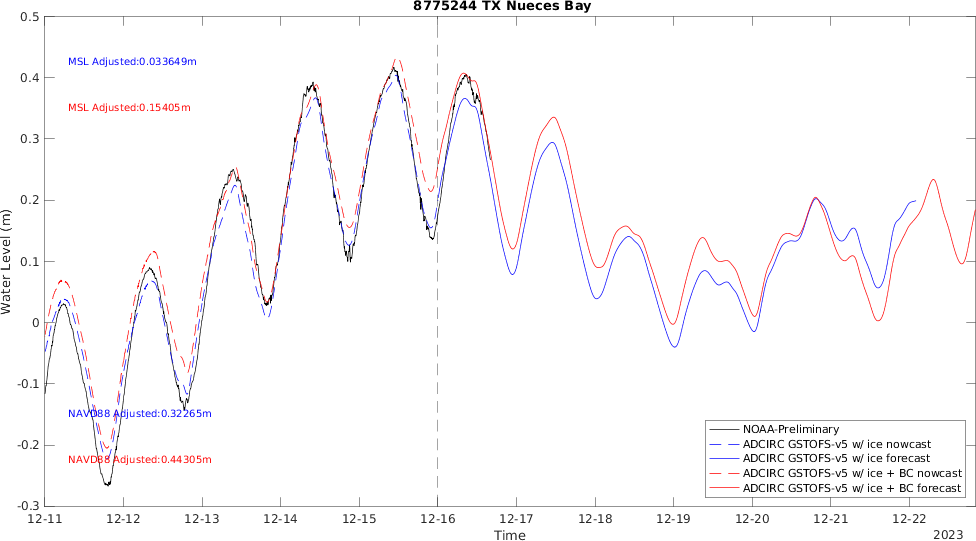 8775244 TX Nueces Bay
Water Level (m)
0.5
0.4
0.3
0.2
0.1
0
-0.1
-0.2
-0.3
MSL Adjusted:0.033649m
MSL Adjusted:0.15405m
NAVD88 Adjusted:0.32265m
NAVD88 Adjusted:0.44305m
NOAA-Preliminary
ADCIRC GSTOFS-v5 w/ ice nowcast
ADCIRC GSTOFS-v5 w/ ice forecast
ADCIRC GSTOFS-v5 w/ ice + BC nowcast
ADCIRC GSTOFS-v5 w/ ice + BC forecast
12-11 12-12 12-13 12-14 12-15 12-16 12-17 12-18 12-19 12-20 12-21 12-22
Time
2023